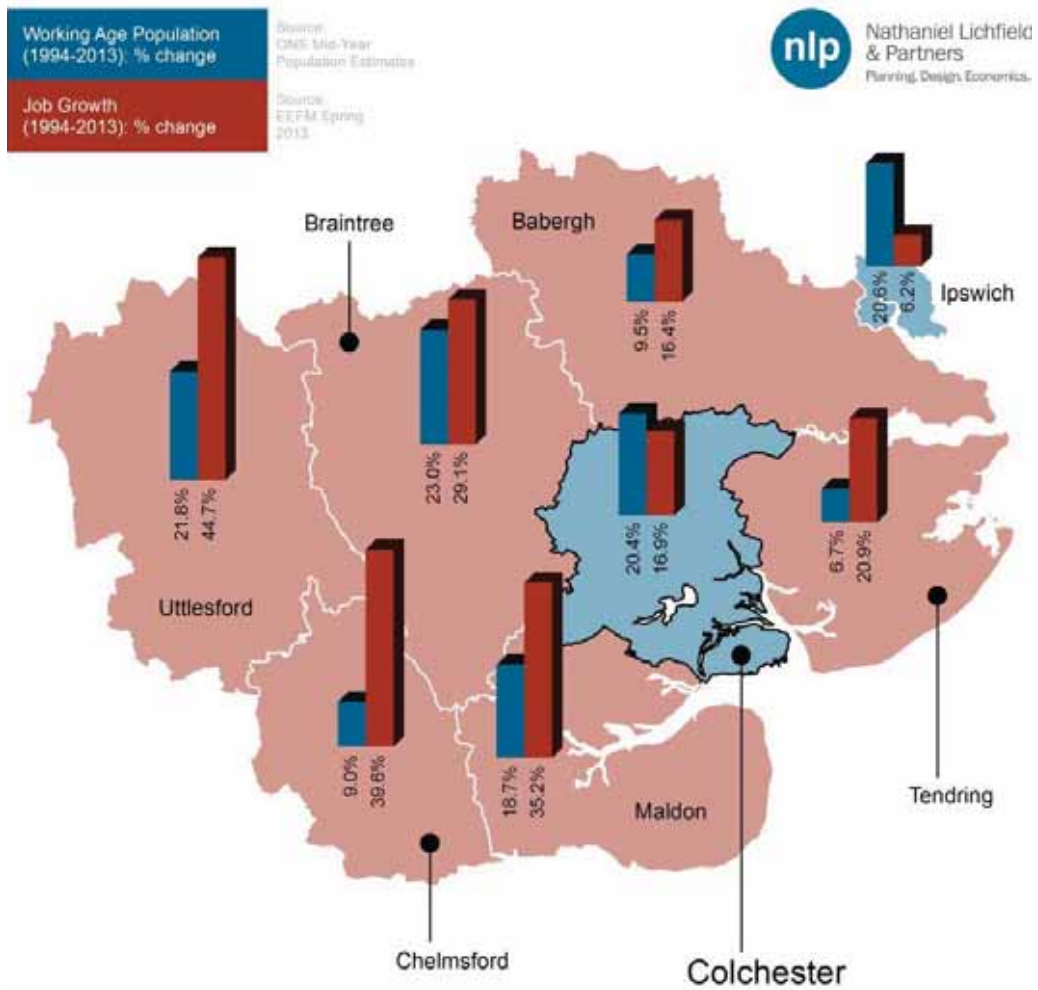 Working Age Population
(1994-2013): % change
Source:
ONS Mid-Year
Population Estimates
Job Growth
(1994-2013): % change
Source:
EEFM Spring
2013
nlp
Nathaniel Lichfield
& Partners
Planning. Design. Economics.
Braintree
Babergh
Ipswich
20.6%
6.2%
9.5%
16.4%
23.0%
29.1%
21.8%
44.7%
20.4%
16.9%
6.7%
20.9%
Uttlesford
9.0%
39.6%
18.7%
35.2%
Maldon
Tendring
Chelmsford
Colchester